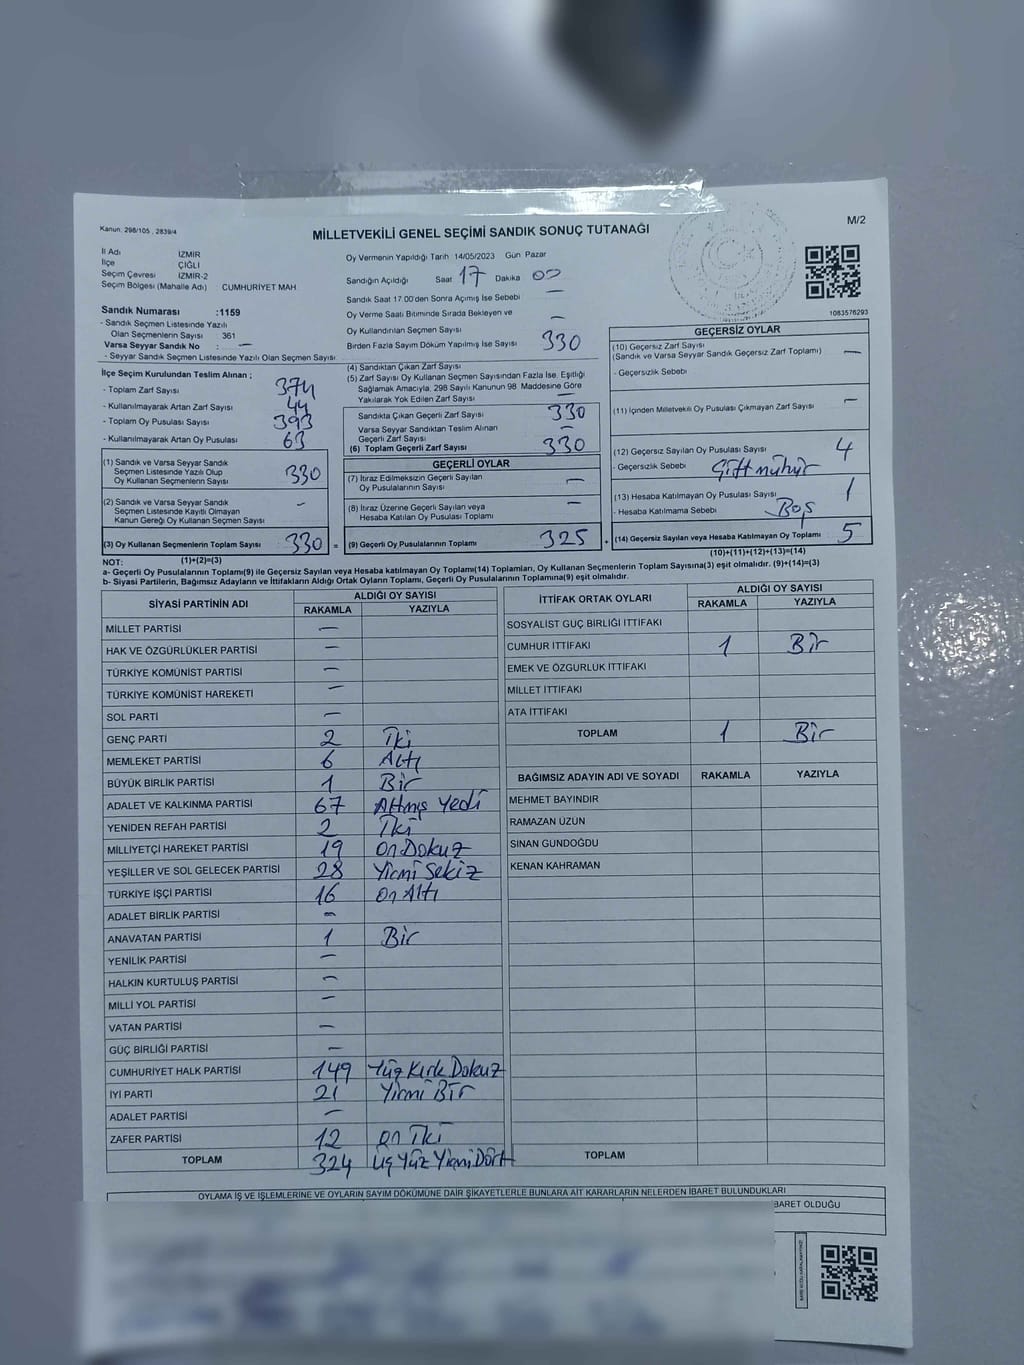 Kanun, 298/105 , 2839/4
MİLLETVEKİLİ GENEL SEÇİMİ SANDIK SONUÇ TUTANAĞI
M/2
İl Adı İZMİR
İlçe ÇİĞLİ
Seçim Çevresi İZMİR-2
Seçim Bölgesi (Mahalle Adı) CUMHURİYET MAH
Sandık Numarası :1159
- Sandık Seçmen Listesinde Yazılı
Olan Seçmenlerin Sayısı : 361
Varsa Seyyar Sandık No : —
- Seyyar Sandık Seçmen Listesinde Yazılı Olan Seçmen Sayısı
Oy Vermenin Yapıldığı Tarih 14/05/2023 Gün Pazar
Sandığın Açıldığı Saat 17 Dakika 00
Sandık Saat 17.00'den Sonra Açımış İse Sebebi —
Oy Verme Saati Bitiminde Sırada Bekleyen ve
Oy Kullandırılan Seçmen Sayısı —
Birden Fazla Sayım Döküm Yapılmış İse Sayısı 330
1083576293
İlçe Seçim Kurulundan Teslim Alınan ;
- Toplam Zarf Sayısı 374
- Kullanılmayarak Artan Zarf Sayısı 44
- Toplam Oy Pusulası Sayısı 393
- Kullanılmayarak Artan Oy Pusulası 63
(1) Sandık ve Varsa Seyyar Sandık
Seçmen Listesinde Yazılı Olup
Oy Kullanan Seçmenlerin Sayısı 330
(2) Sandık ve Varsa Seyyar Sandık
Seçmen Listesinde Kayıtlı Olmayan
Kanun Gereği Oy Kullanan Seçmen Sayısı -
(3) Oy Kullanan Seçmenlerin Toplam Sayısı 330 =
(4) Sandıktan Çıkan Zarf Sayısı
(5) Zarf Sayısı Oy Kullanan Seçmen Sayısından Fazla İse, Eşitliği
Sağlamak Amacıyla, 298 Sayılı Kanunun 98 Maddesine Göre
Yakılarak Yok Edilen Zarf Sayısı —
Sandıkta Çıkan Geçerli Zarf Sayısı 330
Varsa Seyyar Sandıktan Teslim Alınan
Geçerli Zarf Sayısı —
(6) Toplam Geçerli Zarf Sayısı 330
GEÇERLİ OYLAR
(7) İtiraz Edilmeksizin Geçerli Sayılan
Oy Pusulalarının Sayısı —
(8) İtiraz Üzerine Geçerli Sayılan veya
Hesaba Katılan Oy Pusulası Toplamı —
(9) Geçerli Oy Pusulalarının Toplamı 325 +
GEÇERSİZ OYLAR
(10) Geçersiz Zarf Sayısı
(Sandık ve Varsa Seyyar Sandık Geçersiz Zarf Toplamı) —
- Geçersizlik Sebebi
(11) İçinden Milletvekili Oy Pusulası Çıkmayan Zarf Sayısı —
(12) Geçersiz Sayılan Oy Pusulası Sayısı 4
- Geçersizlik Sebebi Çift mühür
(13) Hesaba Katılmayan Oy Pusulası Sayısı 1
- Hesaba Katılmama Sebebi Boş
(14) Geçersiz Sayılan veya Hesaba Katılmayan Oy Toplamı 5
NOT: (1)+(2)=(3)
(10)+(11)+(12)+(13)=(14)
a- Geçerli Oy Pusulalarının Toplamı(9) ile Geçersiz Sayılan veya Hesaba katılmayan Oy Toplamı(14) Toplamları, Oy Kullanan Seçmenlerin Toplam Sayısına(3) eşit olmalıdır. (9)+(14)=(3)
b- Siyasi Partilerin, Bağımsız Adayların ve İttifakların Aldığı Ortak Oyların Toplamı, Geçerli Oy Pusulalarının Toplamına(9) eşit olmalıdır.
SİYASİ PARTİNİN ADI ALDIĞI OY SAYISI
RAKAMLA YAZIYLA
MİLLET PARTİSİ —
HAK VE ÖZGÜRLÜKLER PARTİSİ —
TÜRKİYE KOMÜNİST PARTİSİ —
TÜRKİYE KOMÜNİST HAREKETİ —
SOL PARTİ —
GENÇ PARTİ 2 İki
MEMLEKET PARTİSİ 6 Altı
BÜYÜK BİRLİK PARTİSİ 1 Bir
ADALET VE KALKINMA PARTİSİ 67 Altmış Yedi
YENİDEN REFAH PARTİSİ 2 İki
MİLLİYETÇİ HAREKET PARTİSİ 19 On Dokuz
YEŞİLLER VE SOL GELECEK PARTİSİ 28 Yirmi Sekiz
TÜRKİYE İŞÇİ PARTİSİ 16 On Altı
ADALET BİRLİK PARTİSİ —
ANAVATAN PARTİSİ 1 Bir
YENİLİK PARTİSİ —
HALKIN KURTULUŞ PARTİSİ —
MİLLİ YOL PARTİSİ —
VATAN PARTİSİ —
GÜÇ BİRLİĞİ PARTİSİ —
CUMHURİYET HALK PARTİSİ 149 Yüz Kırk Dokuz
İYİ PARTİ 21 Yirmi Bir
ADALET PARTİSİ —
ZAFER PARTİSİ 12 On İki
TOPLAM 324 Üç Yüz Yirmi Dört
İTTİFAK ORTAK OYLARI ALDIĞI OY SAYISI
RAKAMLA YAZIYLA
SOSYALİST GÜÇ BİRLİĞİ İTTİFAKI
CUMHUR İTTİFAKI 1 Bir
EMEK VE ÖZGÜRLÜK İTTİFAKI
MİLLET İTTİFAKI
ATA İTTİFAKI
TOPLAM 1 Bir
BAĞIMSIZ ADAYIN ADI VE SOYADI RAKAMLA YAZIYLA
MEHMET BAYINDIR
RAMAZAN UZUN
SİNAN GÜNDOĞDU
KENAN KAHRAMAN
TOPLAM
OYLAMA İŞ VE İŞLEMLERİNE VE OYLARIN SAYIM DÖKÜMÜNE DAİR ŞİKAYETLERLE BUNLARA AİT KARARLARIN NELERDEN İBARET BULUNDUKLARI
BARET OLDUĞU